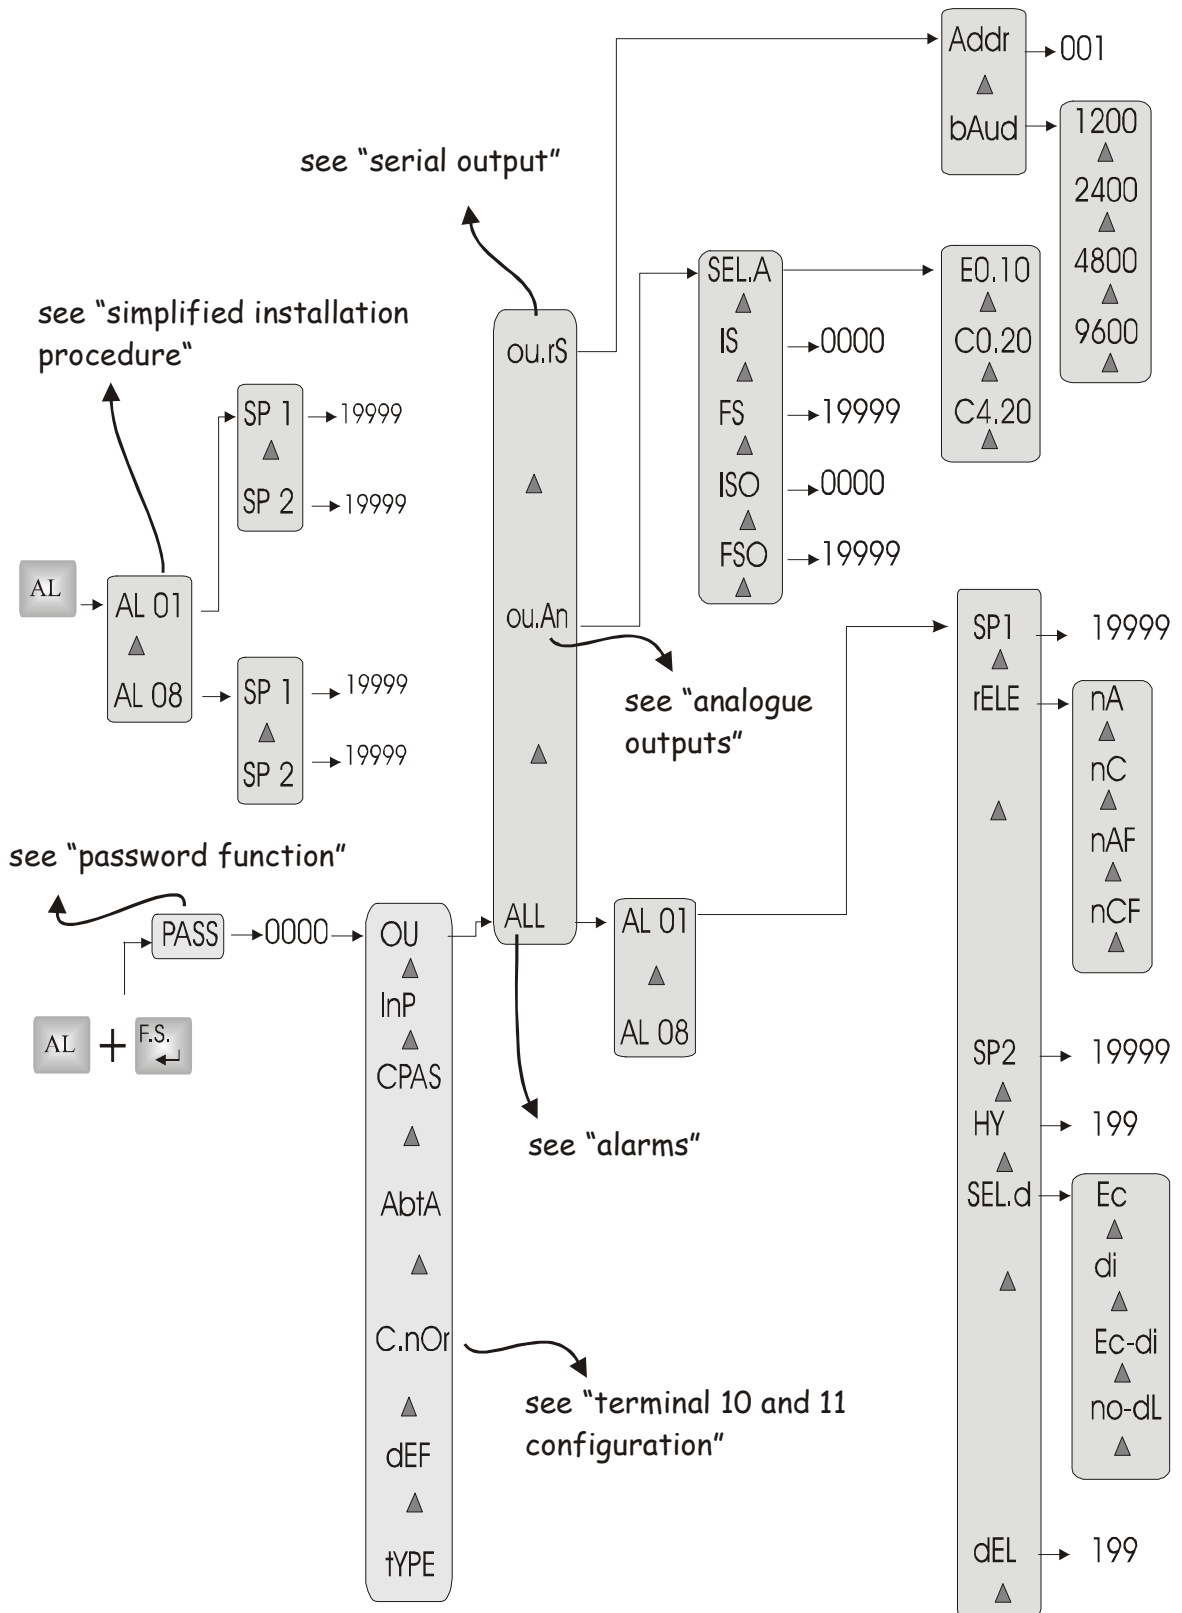 Addr
001
bAud
1200
2400
4800
9600
see “serial output”
SEL.A
IS
0000
FS
19999
ISO
0000
FSO
19999
E0.10
C0.20
C4.20
see “simplified installation
procedure“
ou.rS
ou.An
ALL
SP 1
19999
SP 2
19999
AL
AL 01
AL 08
SP 1
19999
SP 2
19999
see “analogue
outputs”
SP1
19999
rELE
nA
nC
nAF
nCF
SP2
19999
HY
199
SEL.d
Ec
di
Ec-di
no-dL
dEL
199
see “password function”
PASS
0000
AL
+
F.S.
OU
InP
CPAS
AbtA
C.nOr
dEF
tYPE
AL 01
AL 08
see “alarms”
see “terminal 10 and 11
configuration”